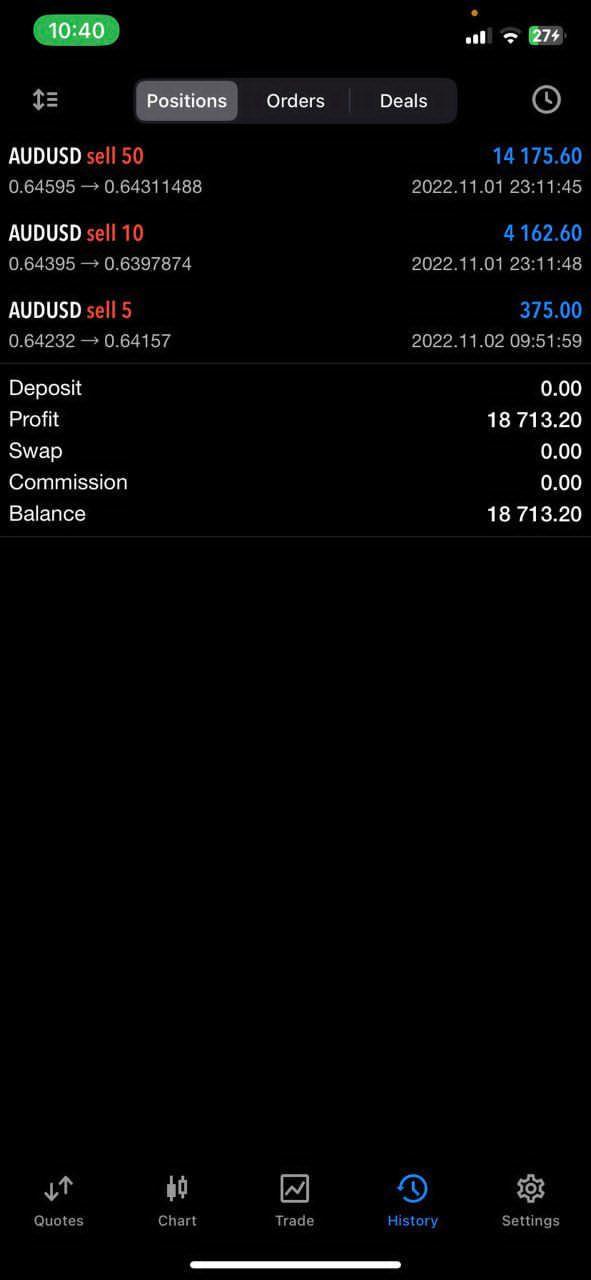 10:40
27
Positions Orders Deals
AUDUSD sell 50 14 175.60
0.64595 → 0.64311488 2022.11.01 23:11:45
AUDUSD sell 10 4 162.60
0.64395 → 0.6397874 2022.11.01 23:11:48
AUDUSD sell 5 375.00
0.64232 → 0.64157 2022.11.02 09:51:59
Deposit 0.00
Profit 18 713.20
Swap 0.00
Commission 0.00
Balance 18 713.20
Quotes Chart Trade History Settings